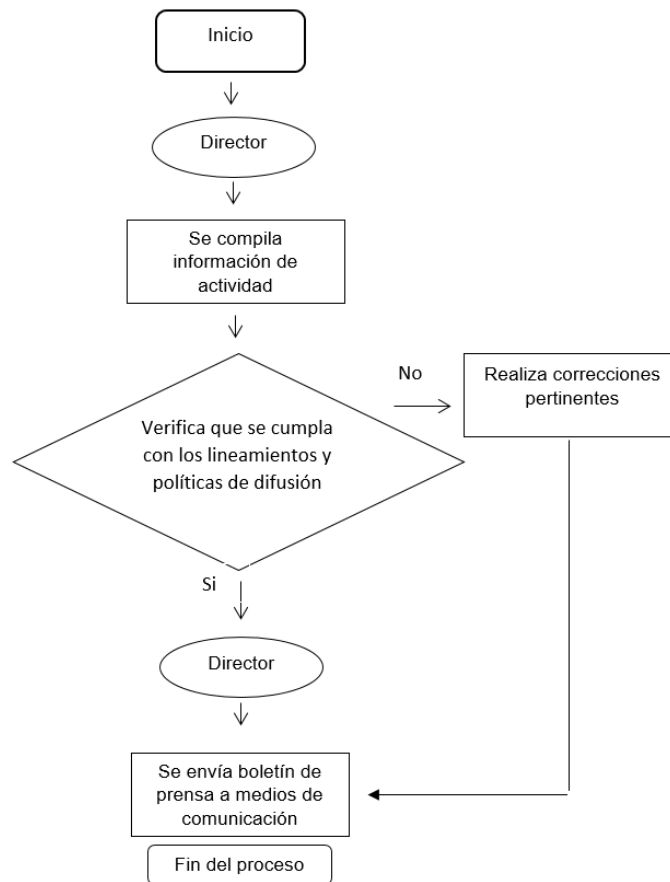 Inicio
Director
Se compila
información de
actividad
No
Realiza correcciones
pertinentes
Verifica que se cumpla
con los lineamientos y
políticas de difusión
Si
Director
Se envía boletín de
prensa a medios de
comunicación
Fin del proceso